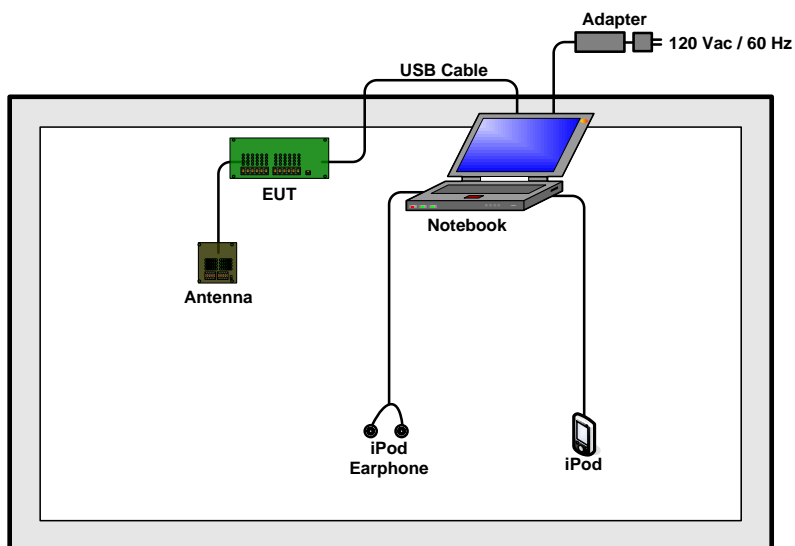 Adapter
120 Vac / 60 Hz
USB Cable
EUT
Notebook
Antenna
iPod
Earphone
iPod